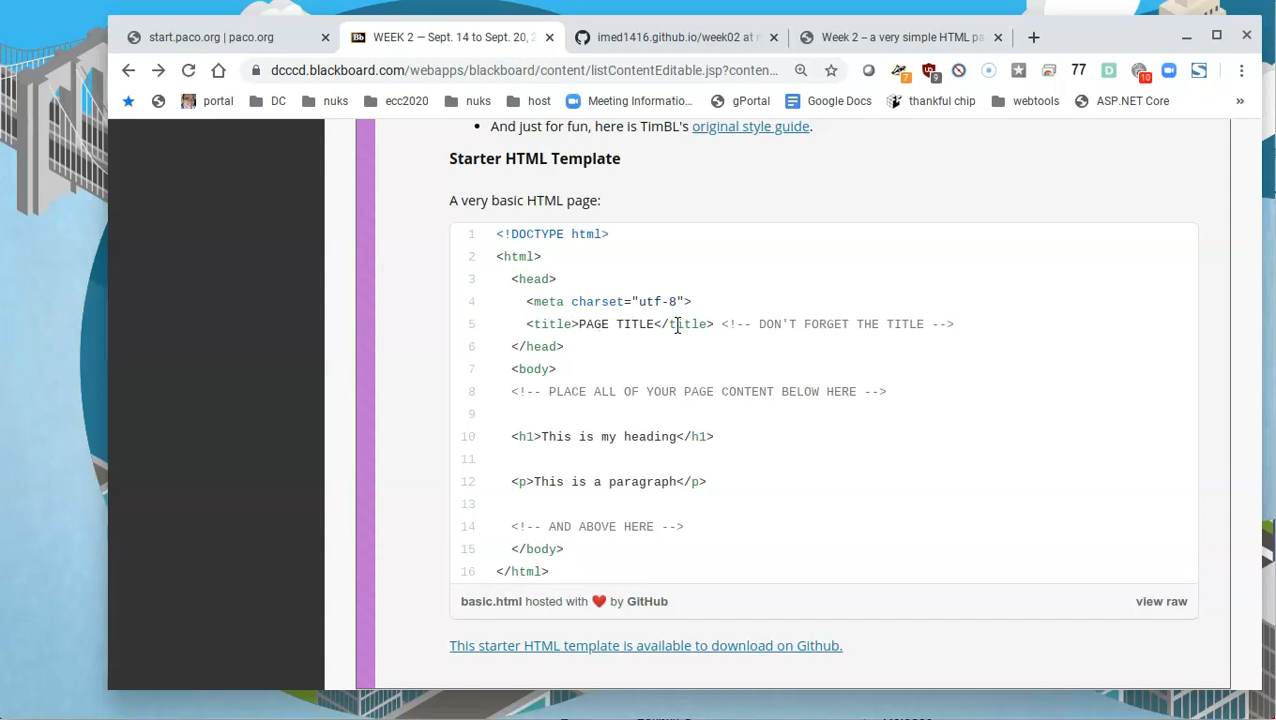 start.paco.org | paco.org
Bb WEEK 2 — Sept. 14 to Sept. 20, 2
imed1416.github.io/week02 at m
Week 2 – a very simple HTML pa
dcccd.blackboard.com/webapps/blackboard/content/listContentEditable.jsp?conten...
7
9
77
D
10
portal
DC
nuks
ecc2020
nuks
host
Meeting Informatio...
gPortal
Google Docs
thankful chip
webtools
ASP.NET Core
»
• And just for fun, here is TimBL's original style guide.
Starter HTML Template
A very basic HTML page:
1 <!DOCTYPE html>
2 <html>
3 <head>
4 <meta charset="utf-8">
5 <title>PAGE TITLE</title> <!-- DON'T FORGET THE TITLE -->
6 </head>
7 <body>
8 <!-- PLACE ALL OF YOUR PAGE CONTENT BELOW HERE -->
9
10 <h1>This is my heading</h1>
11
12 <p>This is a paragraph</p>
13
14 <!-- AND ABOVE HERE -->
15 </body>
16 </html>
basic.html hosted with ❤ by GitHub
view raw
This starter HTML template is available to download on Github.